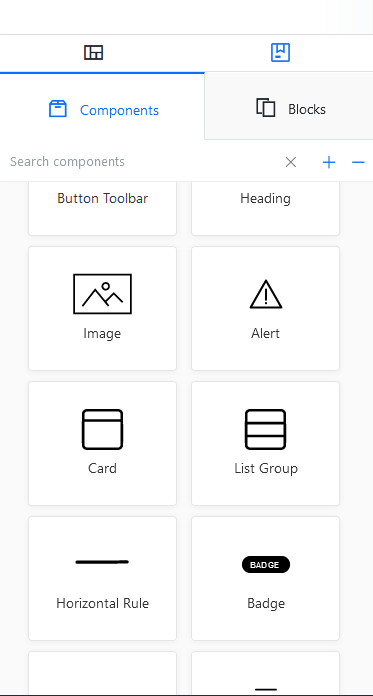 Components
Blocks
Search components
Button Toolbar
Heading
Image
Alert
Card
List Group
BADGE
Horizontal Rule
Badge